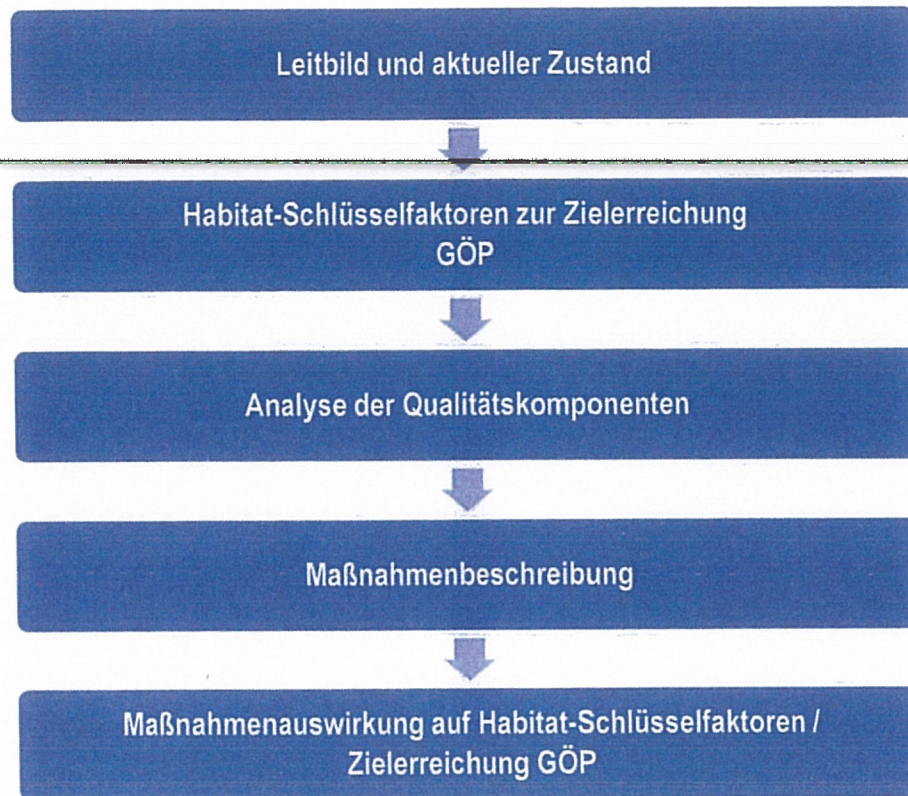 Leitbild und aktueller Zustand
Habitat-Schlüsselfaktoren zur Zielerreichung
GÖP
Analyse der Qualitätskomponenten
Maßnahmenbeschreibung
Maßnahmenauswirkung auf Habitat-Schlüsselfaktoren /
Zielerreichung GÖP